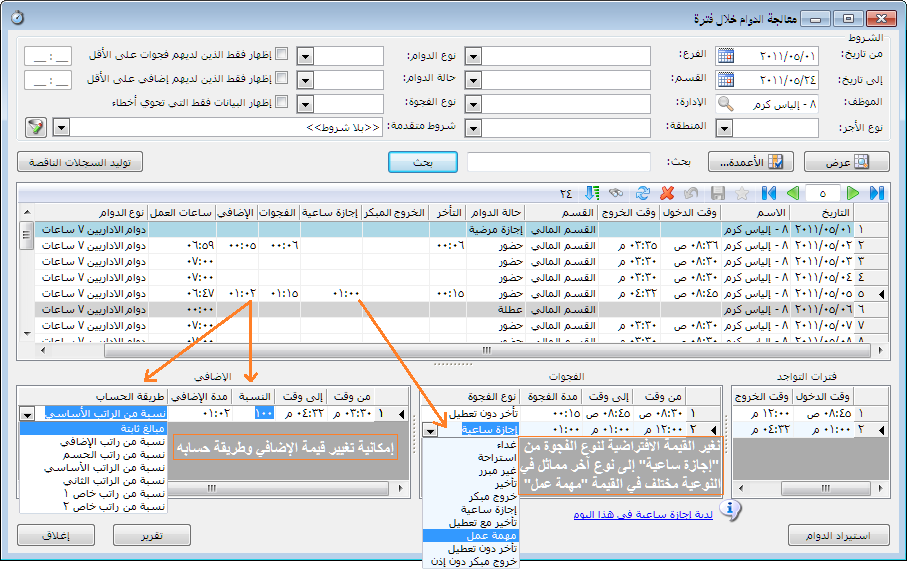 معالجة الدوام خلال فترة
الشروط
من تاريخ: ٢٠١١/٠٥/٠١ الفرع: نوع الدوام: إظهار فقط الذين لديهم فجوات على الأقل __ : __
إلى تاريخ: ٢٠١١/٠٥/٢٤ القسم: حالة الدوام: إظهار فقط الذين لديهم إضافي على الأقل __ : __
الموظف: ٨ - إلياس كرم الإدارة: نوع الفجوة: إظهار البيانات فقط التي تحوي أخطاء
نوع الأجر: المنطقة: شروط متقدمة: <<بلا شروط>>
عرض الأعمدة... بحث: بحث توليد السجلات الناقصة
٥ ٢٤
التاريخ الاسم وقت الدخول وقت الخروج القسم حالة الدوام التأخر الخروج المبكر إجازة ساعية الفجوات الإضافي ساعات العمل نوع الدوام
١ ٢٠١١/٠٥/٠١ ٨ - إلياس كرم القسم المالي إجازة مرضية دوام الاداريين ٧ ساعات
٢ ٢٠١١/٠٥/٠٢ ٨ - إلياس كرم ٠٨:٣٦ ص ٠٣:٣٥ م القسم المالي حضور ٠٠:٠٦ ٠٠:٠٦ ٠٠:٠٥ ٠٦:٥٩ دوام الاداريين ٧ ساعات
٣ ٢٠١١/٠٥/٠٣ ٨ - إلياس كرم ٠٨:٣٠ ص ٠٣:٣٠ م القسم المالي حضور ٠٧:٠٠ دوام الاداريين ٧ ساعات
٤ ٢٠١١/٠٥/٠٤ ٨ - إلياس كرم ٠٨:٣٠ ص ٠٣:٣٠ م القسم المالي حضور ٠٧:٠٠ دوام الاداريين ٧ ساعات
٥ ٢٠١١/٠٥/٠٥ ٨ - إلياس كرم ٠٨:٤٥ ص ٠٤:٣٢ م القسم المالي حضور ٠٠:١٥ ٠١:٠٠ ٠١:١٥ ٠١:٠٢ ٠٦:٤٧ دوام الاداريين ٧ ساعات
٦ ٢٠١١/٠٥/٠٦ ٨ - إلياس كرم القسم المالي عطلة ٠٠:٠٠ دوام الاداريين ٧ ساعات
٧ ٢٠١١/٠٥/٠٧ ٨ - إلياس كرم ٠٨:٣٠ ص ٠٣:٣٠ م القسم المالي حضور ٠٧:٠٠ دوام الاداريين ٧ ساعات
فترات التواجد
وقت الدخول وقت الخروج
١ ٠٨:٤٥ ص ١٢:٠٠ م
٢ ٠١:٠٠ م ٠٤:٣٢ م
الفجوات
من وقت إلى وقت مدة الفجوة نوع الفجوة
١ ٠٨:٣٠ ص ٠٨:٤٥ ص ٠٠:١٥ تأخر دون تعطيل
٢ ١٢:٠٠ م ٠١:٠٠ م ٠١:٠٠ إجازة ساعية
غداء
استراحة
غير مبرر
تأخير
خروج مبكر
إجازة ساعية
تأخير مع تعطيل
مهمة عمل
تأخر دون تعطيل
خروج مبكر دون إذن
تغير القيمة الافتراضية لنوع الفجوة من
"إجازة ساعية" إلى نوع آخر مماثل في
النوعية مختلف في القيمة "مهمة عمل"
لديه إجازة ساعية في هذا اليوم
الإضافي
من وقت إلى وقت النسبة مدة الإضافي طريقة الحساب
١ ٠٣:٣٠ م ٠٤:٣٢ م ١٠٠ ٠١:٠٢ نسبة من الراتب الأساسي
مبالغ ثابتة
نسبة من راتب الإضافي
نسبة من راتب الحسم
نسبة من الراتب الأساسي
نسبة من الراتب الثاني
نسبة من راتب خاص ١
نسبة من راتب خاص ٢
إمكانية تغيير قيمة الإضافي وطريقة حسابه
استيراد الدوام تقرير إغلاق